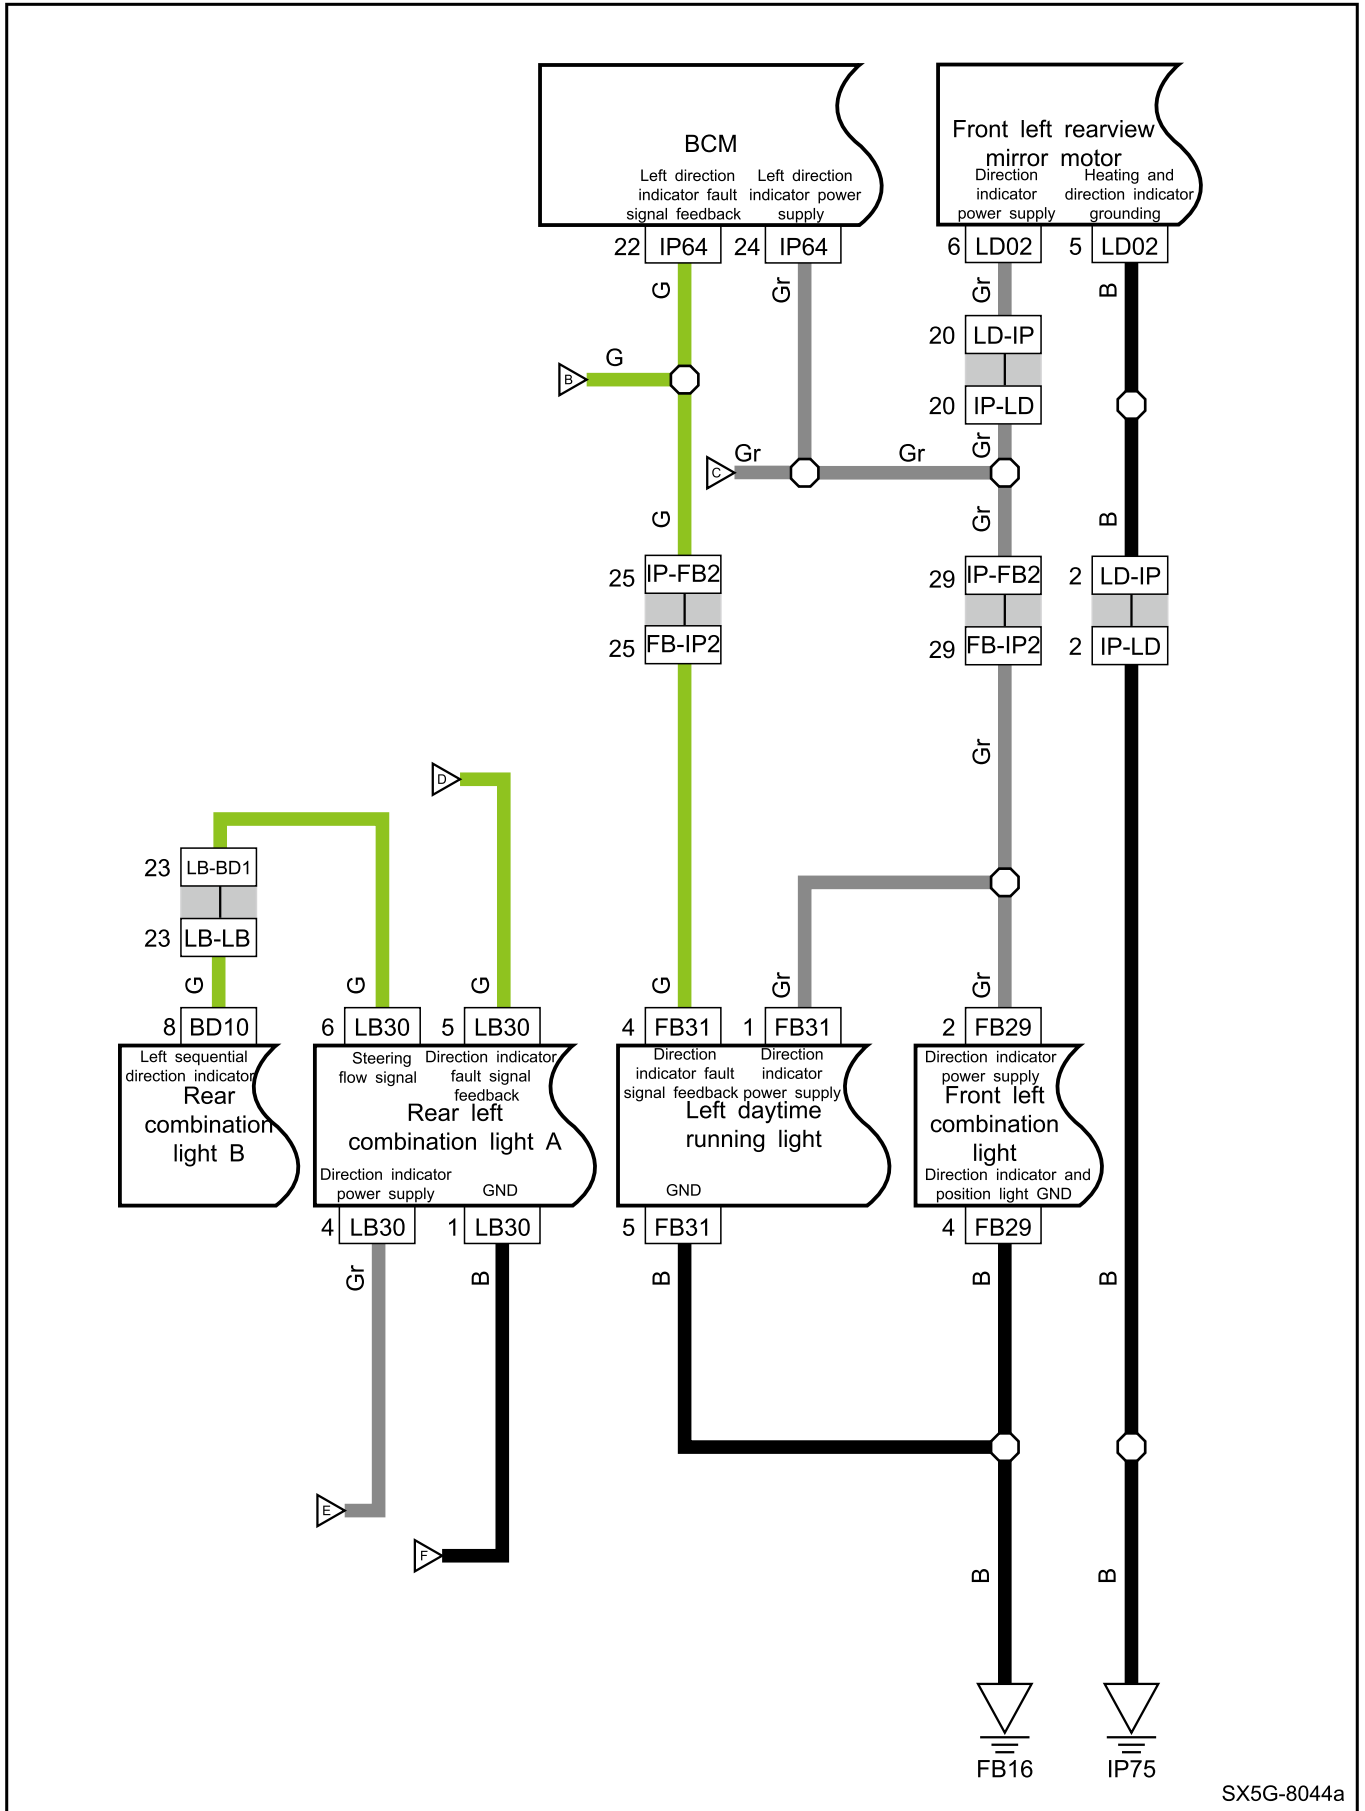 BCM
Left direction
indicator fault
signal feedback
Left direction
indicator power
supply
Front left rearview
mirror motor
Direction
indicator
power supply
Heating and
direction indicator
grounding
22 IP64
24 IP64
6 LD02
5 LD02
G
Gr
Gr
B
20 LD-IP
20 IP-LD
B
G
C
Gr
Gr
Gr
G
Gr
B
25 IP-FB2
25 FB-IP2
29 IP-FB2
29 FB-IP2
2 LD-IP
2 IP-LD
Gr
D
23 LB-BD1
23 LB-LB
G
G
G
G
Gr
Gr
8 BD10
6 LB30
5 LB30
4 FB31
1 FB31
2 FB29
Left sequential
direction indicator
Rear
combination
light B
Steering
flow signal
Direction indicator
fault signal
feedback
Rear left
combination light A
Direction indicator
power supply
GND
Direction
indicator fault
signal feedback
Direction
indicator
power supply
Left daytime
running light
GND
Direction indicator
power supply
Front left
combination
light
Direction indicator and
position light GND
4 LB30
1 LB30
5 FB31
4 FB29
Gr
B
B
B
B
E
F
B
B
FB16
IP75
SX5G-8044a